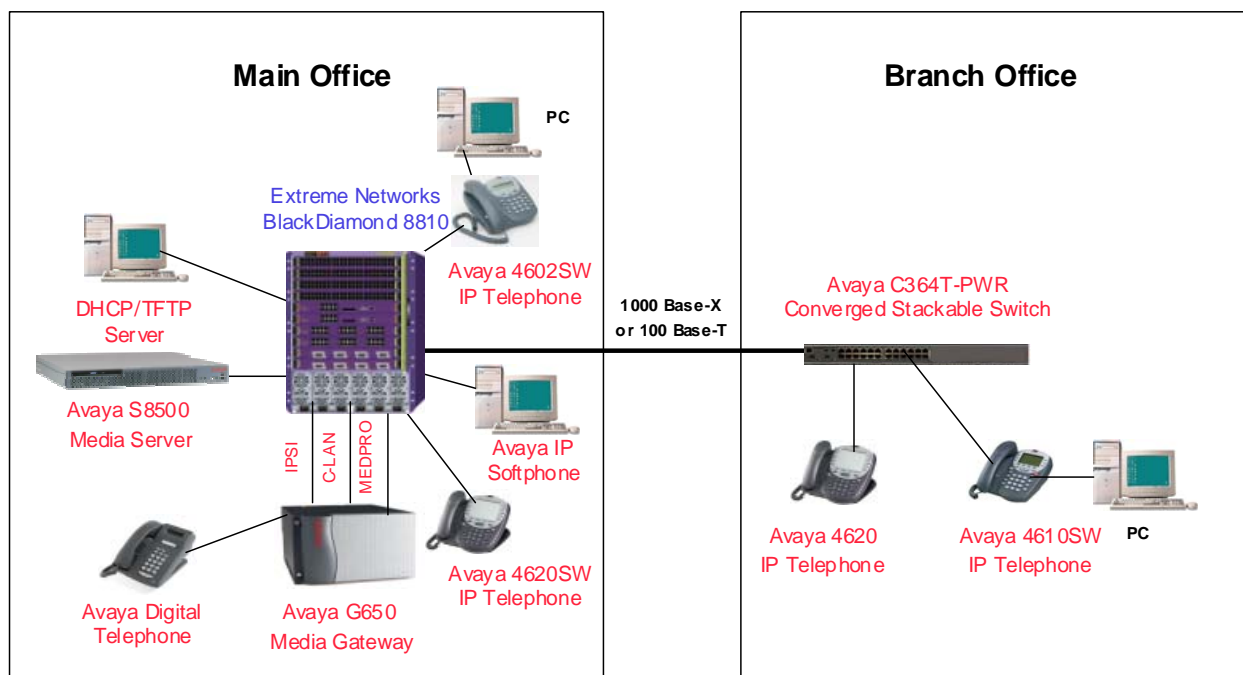 Main Office
PC
Extreme Networks
BlackDiamond 8810
Avaya 4602SW
IP Telephone
DHCP/TFTP
Server
Avaya S8500
Media Server
IPSI
C-LAN
MEDPRO
Avaya IP
Softphone
Avaya Digital
Telephone
Avaya G650
Media Gateway
Avaya 4620SW
IP Telephone
1000 Base-X
or 100 Base-T
Branch Office
Avaya C364T-PWR
Converged Stackable Switch
Avaya 4620
IP Telephone
Avaya 4610SW
IP Telephone
PC